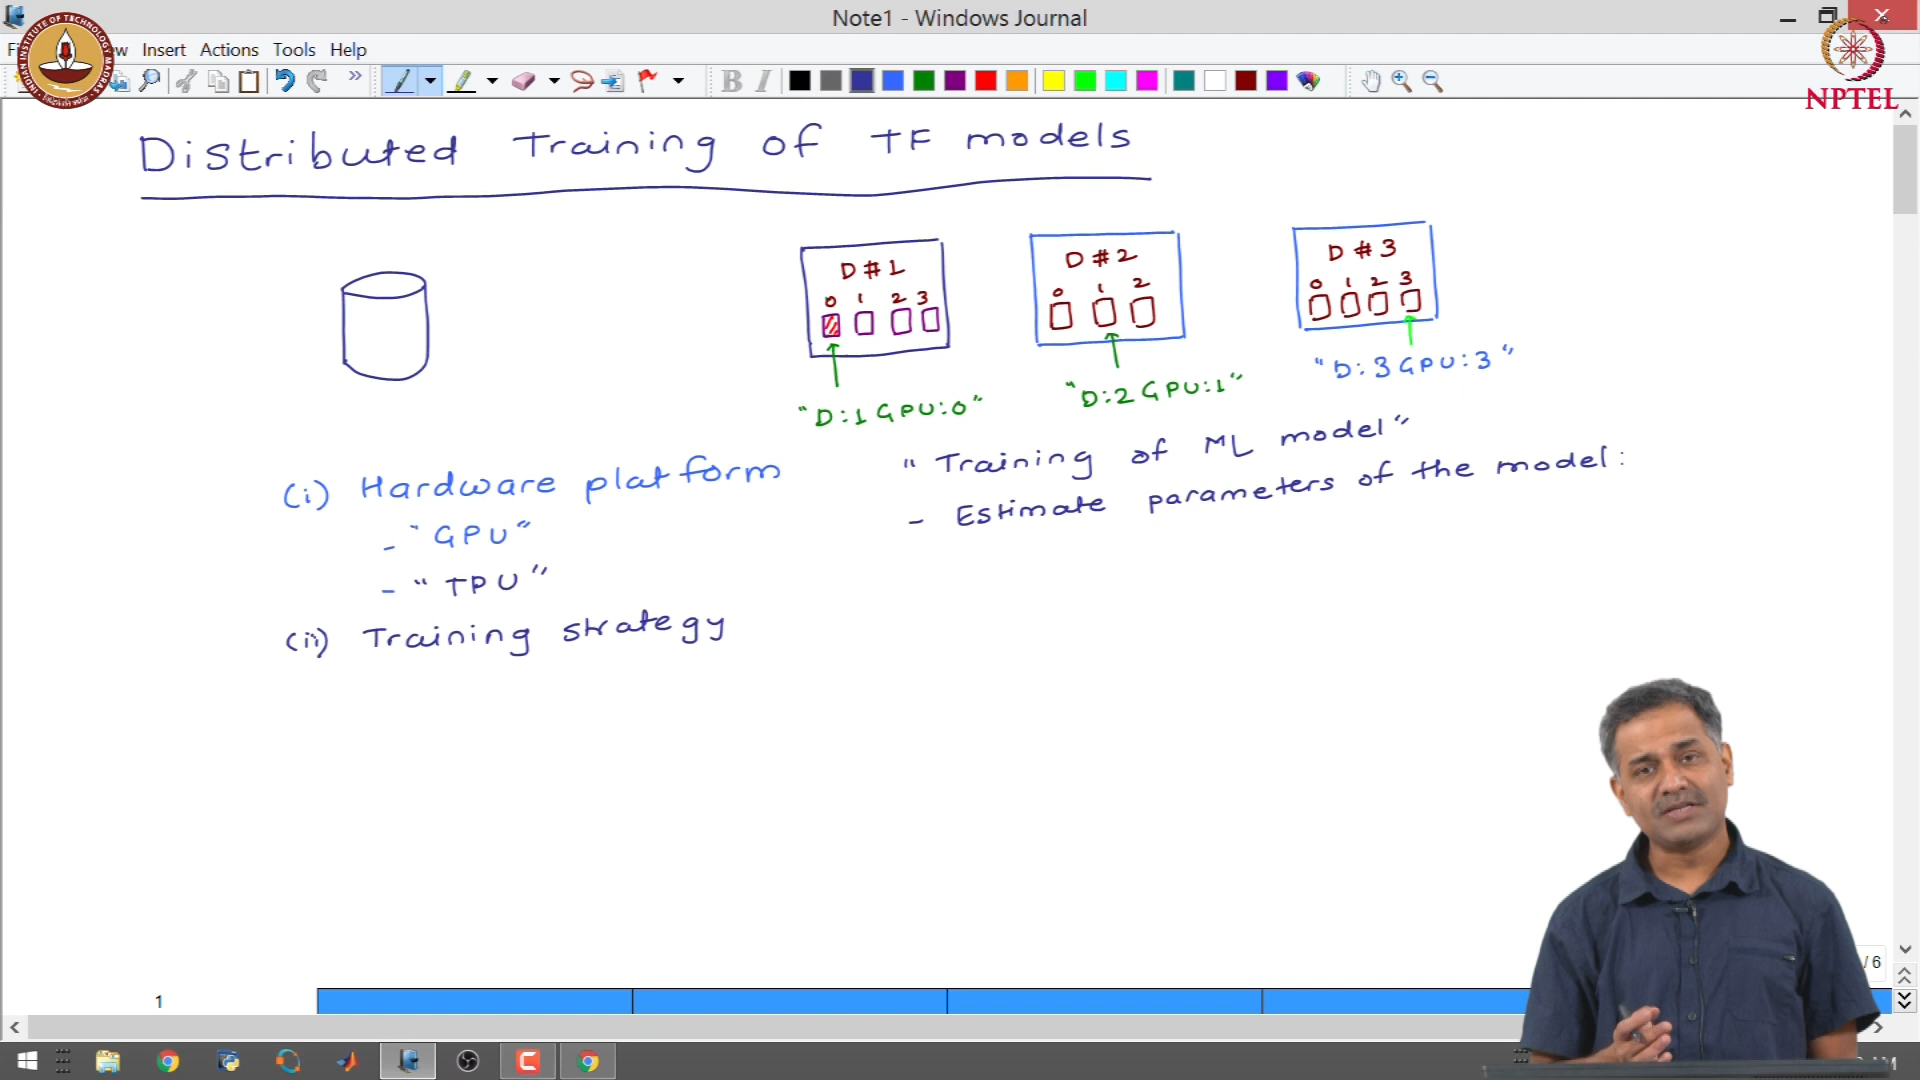 Note1 - Windows Journal
Insert Actions Tools Help
NPTEL
Distributed Training of TF models
D#1 D#2 D#3
0 1 2 3 0 1 2 0 1 2 3
"D:1 GPU:0" "D:2 GPU:1" "D:3 GPU:3"
(i) Hardware platform
- "GPU"
- "TPU"
(ii) Training strategy
"Training of ML model"
- Estimate parameters of the model:
1
/ 6